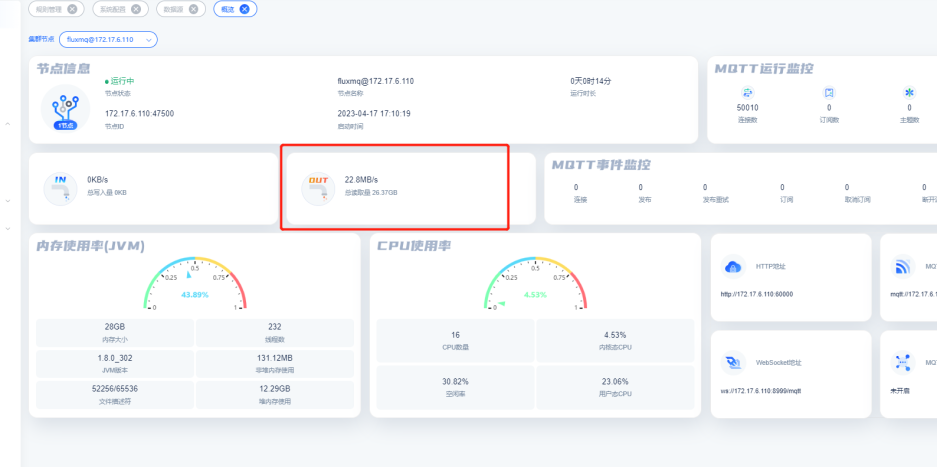 规则管理 系统配置 数据源 概览
集群节点 fluxmq@172.17.6.110
节点信息
运行中
节点状态
172.17.6.110:47500
节点ID
1节点
fluxmq@172.17.6.110
节点名称
2023-04-17 17:10:19
启动时间
0天0时14分
运行时长
MQTT运行监控
50010
连接数
0
订阅数
0
主题数
IN
0KB/s
总写入量 0KB
OUT
22.8MB/s
总读取量 26.37GB
MQTT事件监控
0 0 0 0 0 0
连接 发布 发布重试 订阅 取消订阅 断开
内存使用率(JVM)
0 0.25 0.5 0.75 1
43.89%
28GB
内存大小
232
线程数
1.8.0_302
JVM版本
131.12MB
非堆内存使用
52256/65536
文件描述符
12.29GB
堆内存使用
CPU使用率
0 0.25 0.5 0.75 1
4.53%
16
CPU数量
4.53%
内核态CPU
30.82%
空闲率
23.06%
用户态CPU
HTTP地址
http://172.17.6.110:60000
MQ
mqtt://172.17.6.110:1
WebSocket地址
ws://172.17.6.110:8999/mqtt
MQ
未开启